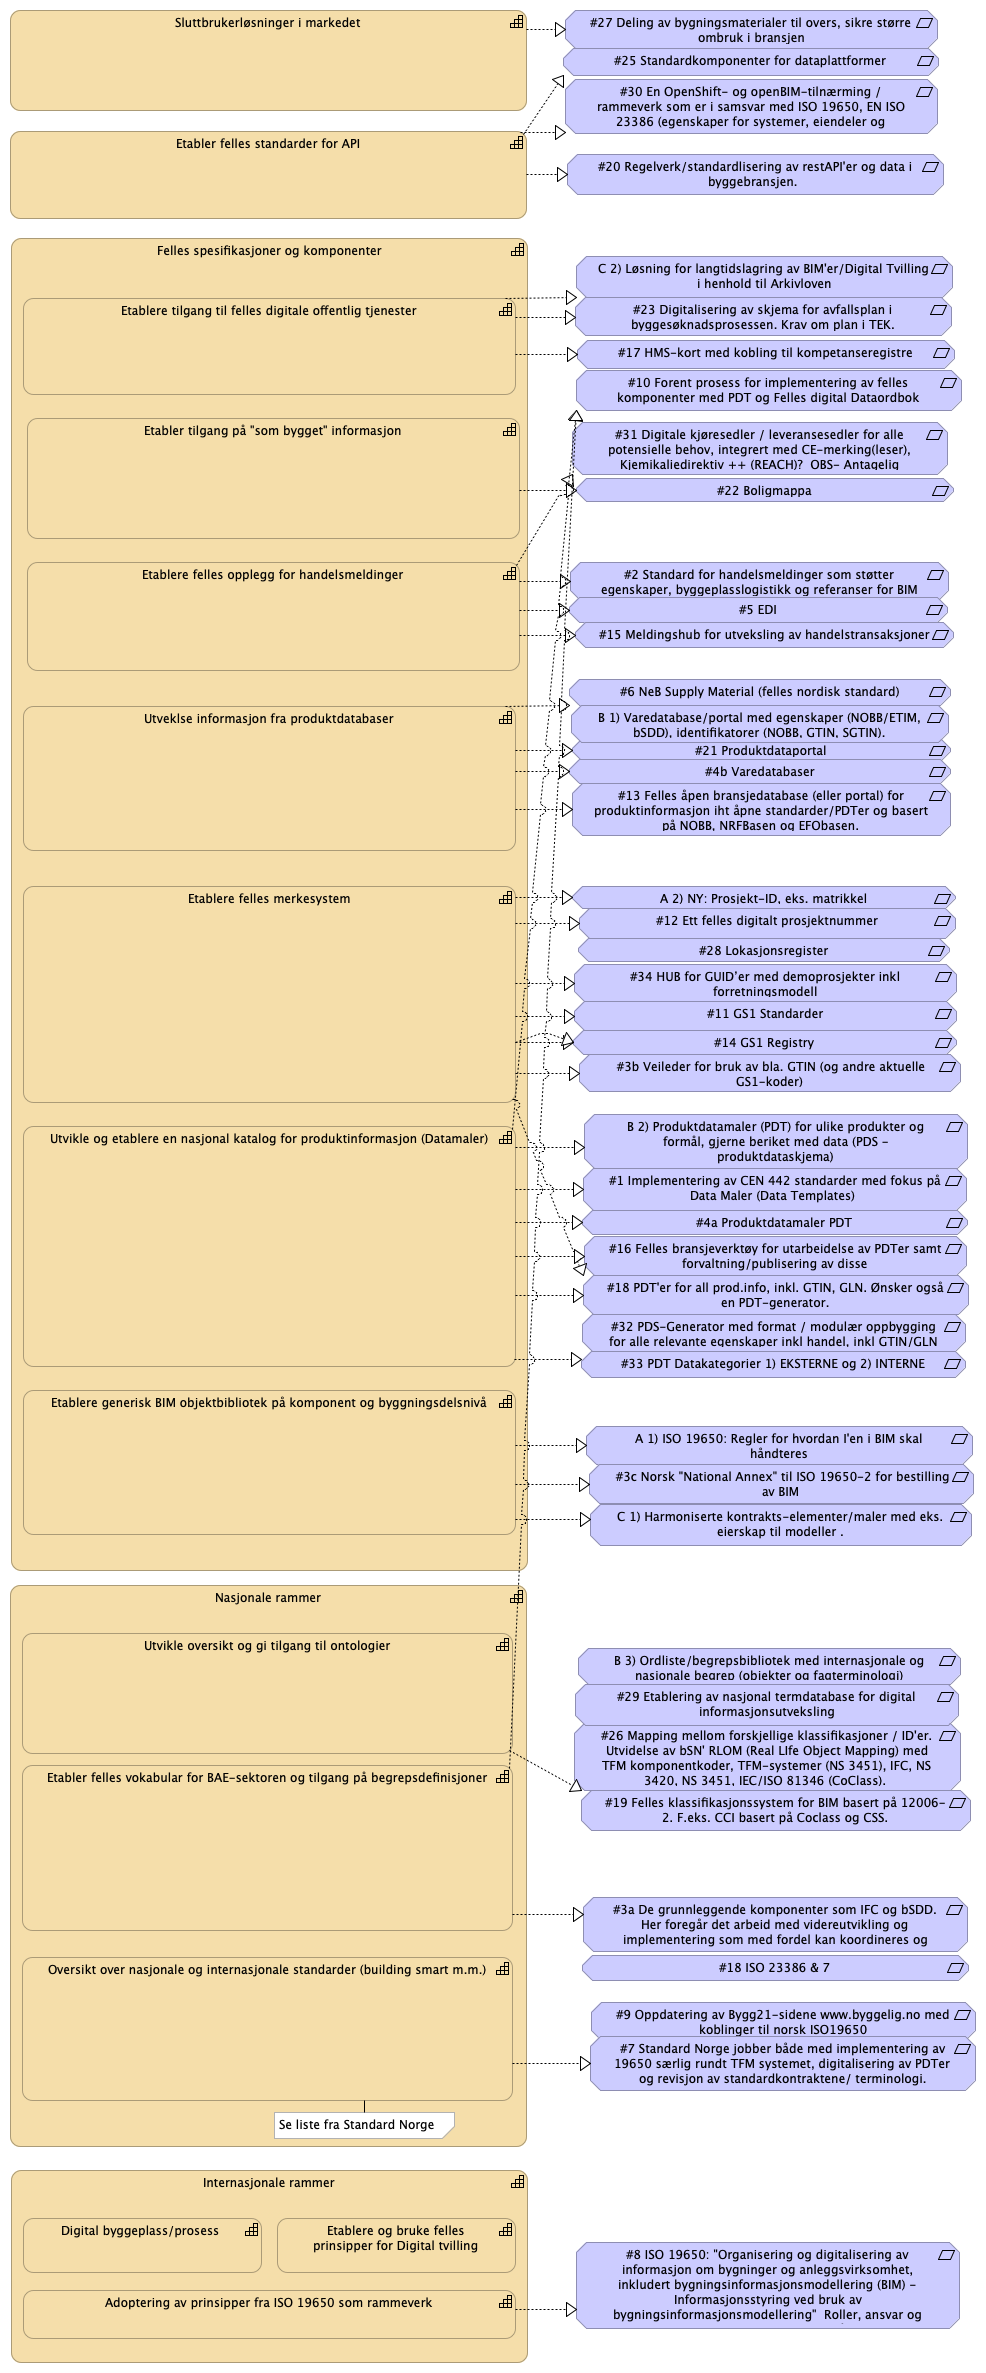 Sluttbrukerløsninger i markedet
#27 Deling av bygningsmaterialer til overs, sikre større
ombruk i bransjen
#25 Standardkomponenter for dataplattformer
#30 En OpenShift- og openBIM-tilnærming /
rammeverk som er i samsvar med ISO 19650, EN ISO
23386 (egenskaper for systemer, eiendeler og
Etabler felles standarder for API
#20 Regelverk/standardlisering av restAPI'er og data i
byggebransjen.
Felles spesifikasjoner og komponenter
C 2) Løsning for langtidslagring av BIM'er/Digital Tvilling
i henhold til Arkivloven
Etablere tilgang til felles digitale offentlig tjenester
#23 Digitalisering av skjema for avfallsplan i
byggesøknadsprosessen. Krav om plan i TEK.
#17 HMS-kort med kobling til kompetanseregistre
#10 Forent prosess for implementering av felles
komponenter med PDT og Felles digital Dataordbok
Etabler tilgang på "som bygget" informasjon
#31 Digitale kjøresedler / leveransesedler for alle
potensielle behov, integrert med CE-merking(leser),
Kjemikaliedirektiv ++ (REACH)?  OBS- Antagelig
#22 Boligmappa
Etablere felles opplegg for handelsmeldinger
#2 Standard for handelsmeldinger som støtter
egenskaper, byggeplasslogistikk og referanser for BIM
#5 EDI
#15 Meldingshub for utveksling av handelstransaksjoner
#6 NeB Supply Material (felles nordisk standard)
Utveklse informasjon fra produktdatabaser
B 1) Varedatabase/portal med egenskaper (NOBB/ETIM,
bSDD), identifikatorer (NOBB, GTIN, SGTIN).
#21 Produktdataportal
#4b Varedatabaser
#13 Felles åpen bransjedatabase (eller portal) for
produktinformasjon iht åpne standarder/PDTer og basert
på NOBB, NRFBasen og EFObasen.
Etablere felles merkesystem
A 2) NY: Prosjekt-ID, eks. matrikkel
#12 Ett felles digitalt prosjektnummer
#28 Lokasjonsregister
#34 HUB for GUID'er med demoprosjekter inkl
forretningsmodell
#11 GS1 Standarder
#14 GS1 Registry
#3b Veileder for bruk av bla. GTIN (og andre aktuelle
GS1-koder)
Utvikle og etablere en nasjonal katalog for produktinformasjon (Datamaler)
B 2) Produktdatamaler (PDT) for ulike produkter og
formål, gjerne beriket med data (PDS -
produktdataskjema)
#1 Implementering av CEN 442 standarder med fokus på
Data Maler (Data Templates)
#4a Produktdatamaler PDT
#16 Felles bransjeverktøy for utarbeidelse av PDTer samt
forvaltning/publisering av disse
#18 PDT'er for all prod.info, inkl. GTIN, GLN. Ønsker også
en PDT-generator.
#32 PDS-Generator med format / modulær oppbygging
for alle relevante egenskaper inkl handel, inkl GTIN/GLN
#33 PDT Datakategorier 1) EKSTERNE og 2) INTERNE
Etablere generisk BIM objektbibliotek på komponent og byggningsdelsnivå
A 1) ISO 19650: Regler for hvordan I'en i BIM skal
håndteres
#3c Norsk "National Annex" til ISO 19650-2 for bestilling
av BIM
C 1) Harmoniserte kontrakts-elementer/maler med eks.
eierskap til modeller .
Nasjonale rammer
Utvikle oversikt og gi tilgang til ontologier
B 3) Ordliste/begrepsbibliotek med internasjonale og
nasjonale begrep (objekter og fagterminologi)
#29 Etablering av nasjonal termdatabase for digital
informasjonsutveksling
#26 Mapping mellom forskjellige klassifikasjoner / ID'er.
Utvidelse av bSN' RLOM (Real LIfe Object Mapping) med
TFM komponentkoder, TFM-systemer (NS 3451), IFC, NS
3420, NS 3451, IEC/ISO 81346 (CoClass).
Etabler felles vokabular for BAE-sektoren og tilgang på begrepsdefinisjoner
#19 Felles klassifikasjonssystem for BIM basert på 12006-
2. F.eks. CCI basert på Coclass og CSS.
#3a De grunnleggende komponenter som IFC og bSDD.
Her foregår det arbeid med videreutvikling og
implementering som med fordel kan koordineres og
Oversikt over nasjonale og internasjonale standarder (building smart m.m.)
#18 ISO 23386 & 7
#9 Oppdatering av Bygg21-sidene www.byggelig.no med
koblinger til norsk ISO19650
#7 Standard Norge jobber både med implementering av
19650 særlig rundt TFM systemet, digitalisering av PDTer
og revisjon av standardkontraktene/ terminologi.
Se liste fra Standard Norge
Internasjonale rammer
Digital byggeplass/prosess
Etablere og bruke felles
prinsipper for Digital tvilling
#8 ISO 19650: "Organisering og digitalisering av
informasjon om bygninger og anleggsvirksomhet,
inkludert bygningsinformasjonsmodellering (BIM) -
Informasjonsstyring ved bruk av
bygningsinformasjonsmodellering"  Roller, ansvar og
Adoptering av prinsipper fra ISO 19650 som rammeverk